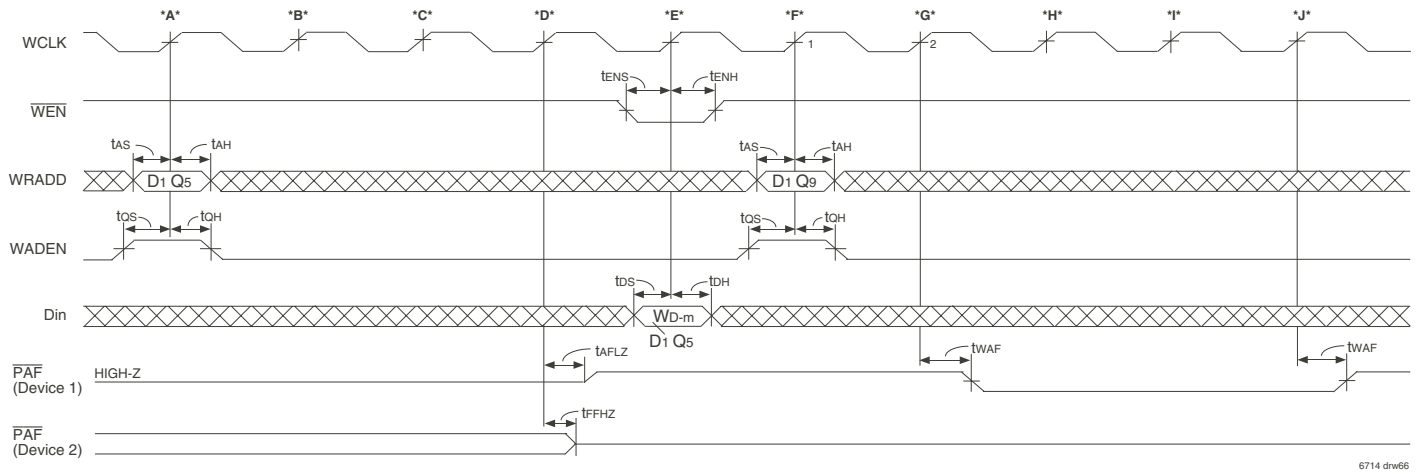 *A* *B* *C* *D* *E* *F* *G* *H* *I* *J*
WCLK 1 2
tENS tENH
WEN
tAS tAH tAS tAH
WRADD D1 Q5 D1 Q9
tQS tQH tQS tQH
WADEN
tDS tDH
Din WD-m
D1 Q5
tAFLZ tWAF tWAF
PAF HIGH-Z
(Device 1)
tFFHZ
PAF
(Device 2)
6714 drw66